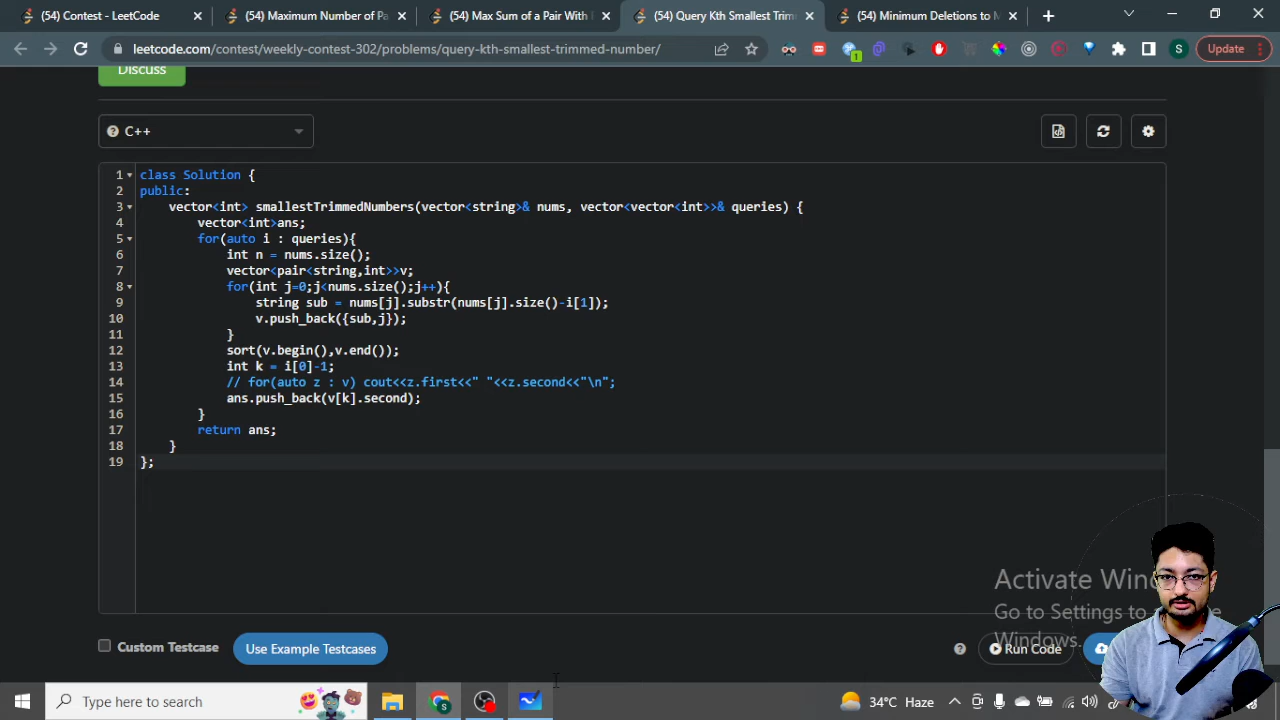 (54) Contest - LeetCode
(54) Maximum Number of Pa
(54) Max Sum of a Pair With
(54) Query Kth Smallest Trim
(54) Minimum Deletions to
leetcode.com/contest/weekly-contest-302/problems/query-kth-smallest-trimmed-number/
1
S
Update
Discuss
C++
1 class Solution {
2 public:
3 vector<int> smallestTrimmedNumbers(vector<string>& nums, vector<vector<int>>& queries) {
4 vector<int>ans;
5 for(auto i : queries){
6 int n = nums.size();
7 vector<pair<string,int>>v;
8 for(int j=0;j<nums.size();j++){
9 string sub = nums[j].substr(nums[j].size()-i[1]);
10 v.push_back({sub,j});
11 }
12 sort(v.begin(),v.end());
13 int k = i[0]-1;
14 // for(auto z : v) cout<<z.first<<" "<<z.second<<"\n";
15 ans.push_back(v[k].second);
16 }
17 return ans;
18 }
19 };
Activate Win
Go to Settings to
Windows.
Custom Testcase
Use Example Testcases
Run Code
Type here to search
S
34°C Haze